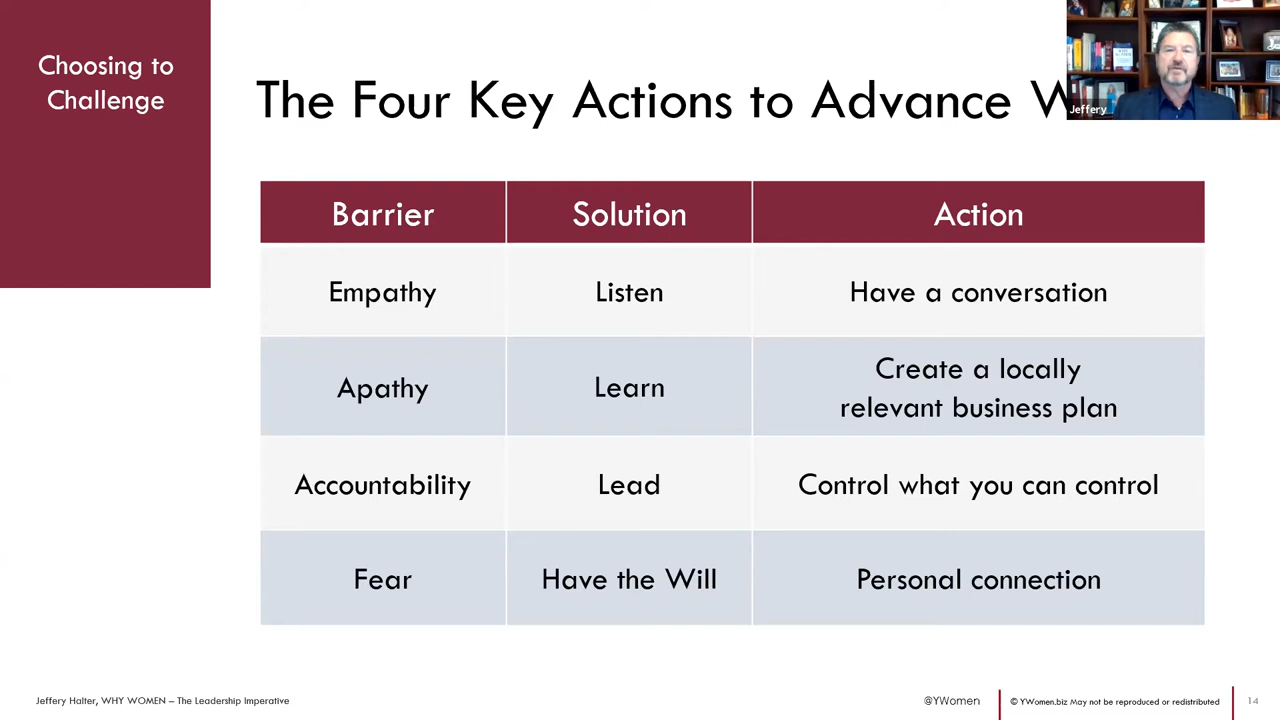 Choosing to
Challenge
The Four Key Actions to Advance
Jeffery
Barrier Solution Action
Empathy Listen Have a conversation
Apathy Learn Create a locally
relevant business plan
Accountability Lead Control what you can control
Fear Have the Will Personal connection
Jeffery Halter, WHY WOMEN – The Leadership Imperative
@YWomen
© YWomen.biz May not be reproduced or redistributed
14